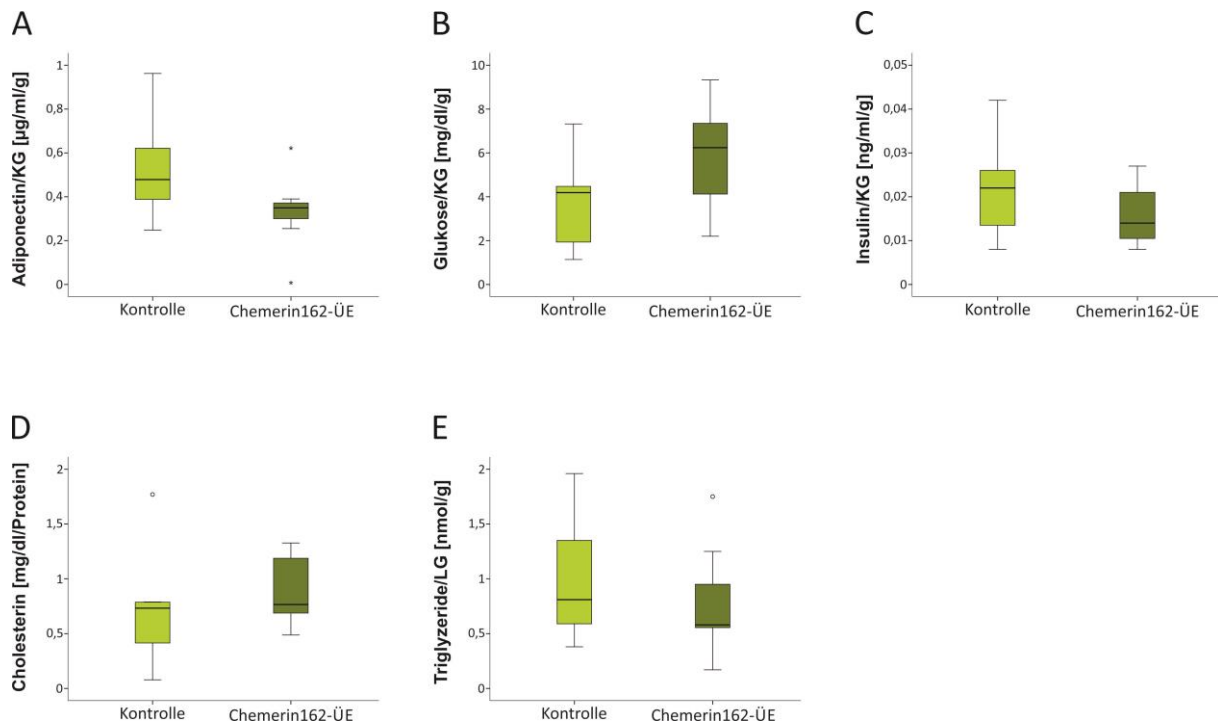 A
Adiponectin/KG [µg/ml/g]
1
0,8
0,6
0,4
0,2
0
Kontrolle
Chemerin162-ÜE
B
Glukose/KG [mg/dl/g]
10
8
6
4
2
0
Kontrolle
Chemerin162-ÜE
C
Insulin/KG [ng/ml/g]
0,05
0,04
0,03
0,02
0,01
0
Kontrolle
Chemerin162-ÜE
D
Cholesterin [mg/dl/Protein]
2
1,5
1
0,5
0
Kontrolle
Chemerin162-ÜE
E
Triglyzeride/LG [nmol/g]
2
1,5
1
0,5
0
Kontrolle
Chemerin162-ÜE